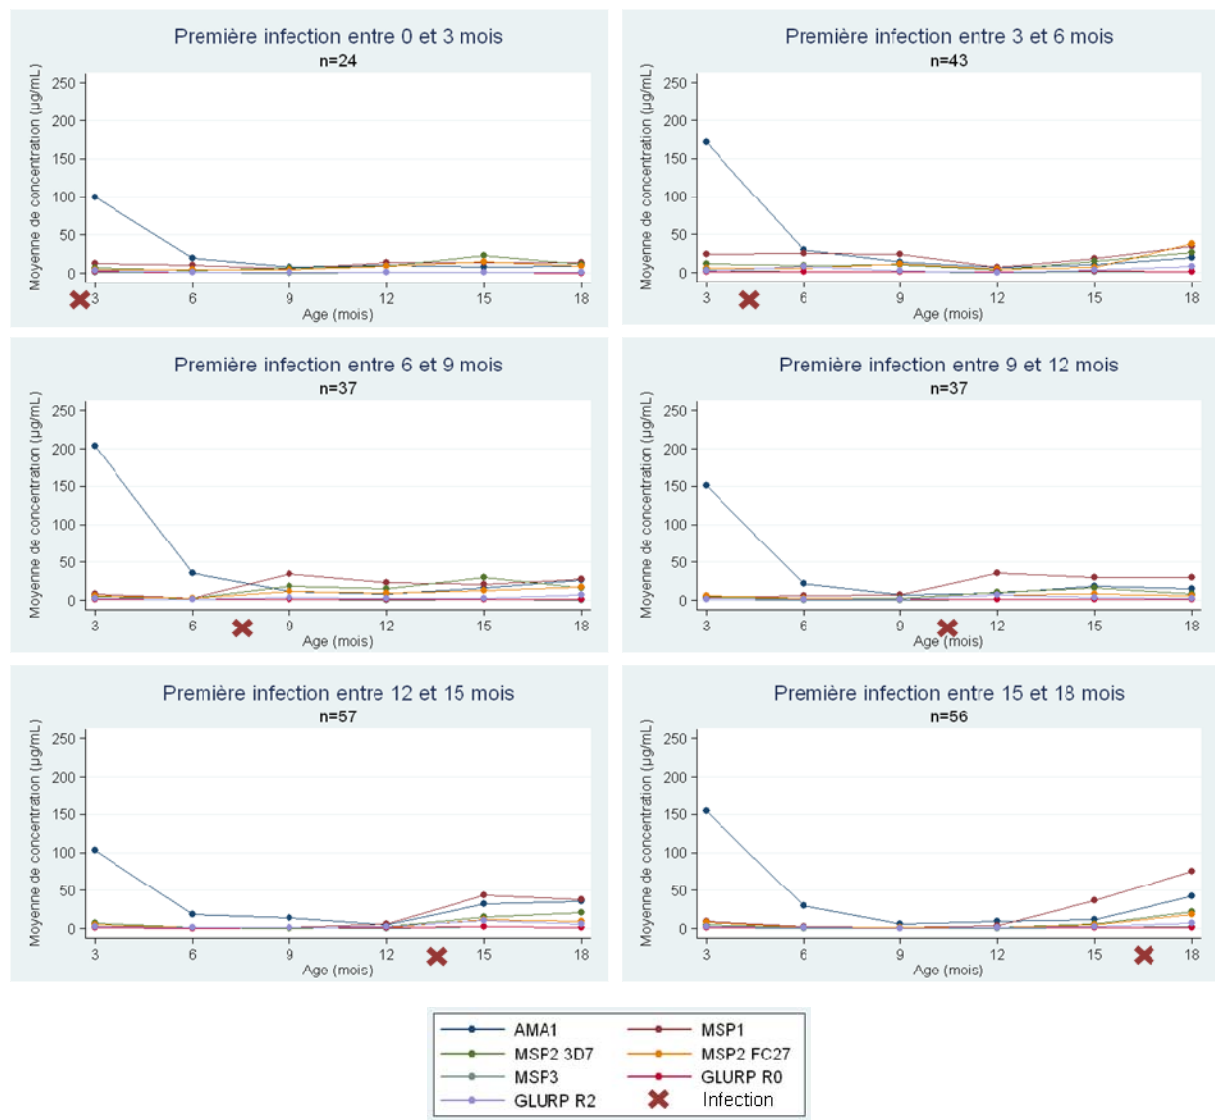 Première infection entre 0 et 3 mois
n=24
Moyenne de concentration (µg/mL)
250
200
150
100
50
0
3 6 9 12 15 18
Age (mois)
Première infection entre 3 et 6 mois
n=43
Moyenne de concentration (µg/mL)
250
200
150
100
50
0
3 6 9 12 15 18
Age (mois)
Première infection entre 6 et 9 mois
n=37
Moyenne de concentration (µg/mL)
250
200
150
100
50
0
3 6 9 12 15 18
Age (mois)
Première infection entre 9 et 12 mois
n=37
Moyenne de concentration (µg/mL)
250
200
150
100
50
0
3 6 9 12 15 18
Age (mois)
Première infection entre 12 et 15 mois
n=57
Moyenne de concentration (µg/mL)
250
200
150
100
50
0
3 6 9 12 15 18
Age (mois)
Première infection entre 15 et 18 mois
n=56
Moyenne de concentration (µg/mL)
250
200
150
100
50
0
3 6 9 12 15 18
Age (mois)
AMA1 MSP1
MSP2 3D7 MSP2 FC27
MSP3 GLURP R0
GLURP R2 Infection